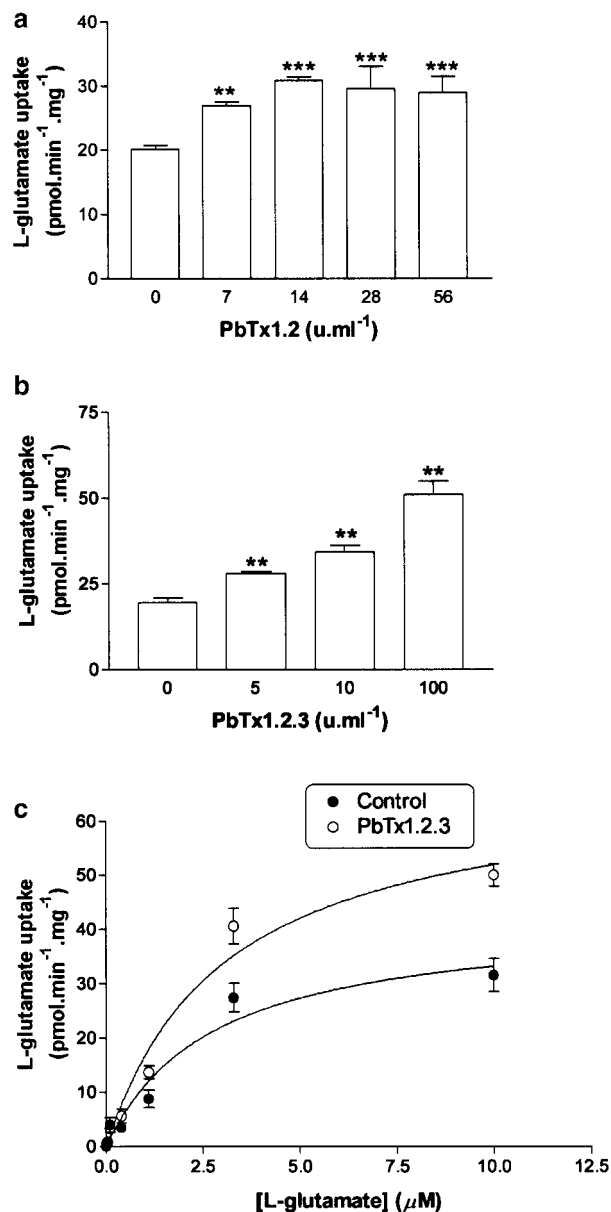 a
L-glutamate uptake
(pmol.min⁻¹.mg⁻¹)
40
30
20
10
0
**
***
***
***
0 7 14 28 56
PbTx1.2 (u.ml⁻¹)
b
L-glutamate uptake
(pmol.min⁻¹.mg⁻¹)
75
50
25
0
**
**
**
0 5 10 100
PbTx1.2.3 (u.ml⁻¹)
c
Control
PbTx1.2.3
L-glutamate uptake
(pmol.min⁻¹.mg⁻¹)
60
50
40
30
20
10
0
0.0 2.5 5.0 7.5 10.0 12.5
[L-glutamate] (μM)